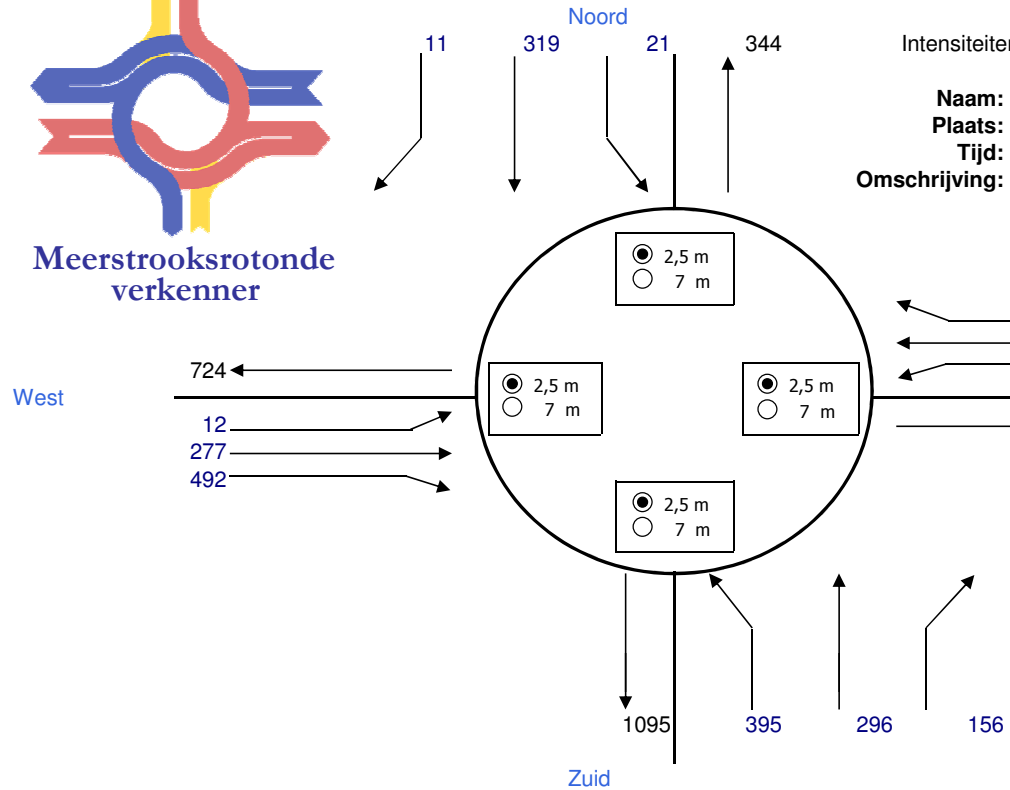 Noord
11 319 21 344 Intensiteiten
Naam:
Plaats:
Tijd:
Omschrijving:
Meerstrooksrotonde
verkenner
2,5 m
7 m
724
West
12
277
492
2,5 m
7 m
2,5 m
7 m
2,5 m
7 m
1095 395 296 156
Zuid